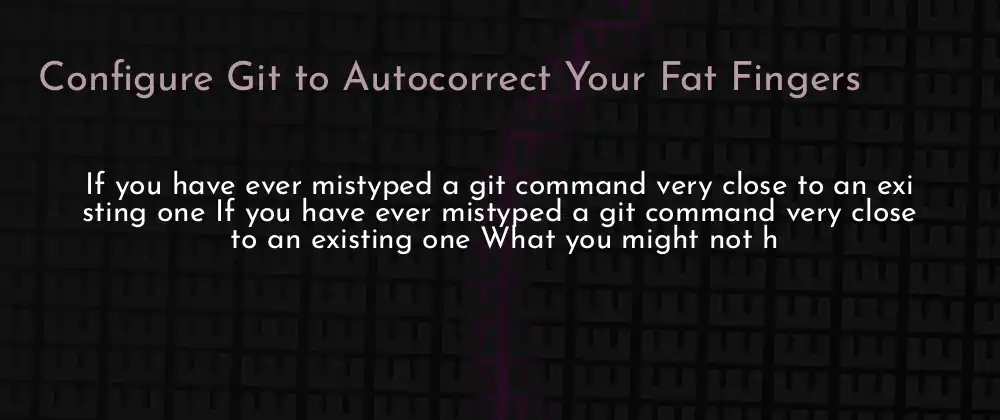 Configure Git to Autocorrect Your Fat Fingers
If you have ever mistyped a git command very close to an exi
sting one If you have ever mistyped a git command very close
to an existing one What you might not h